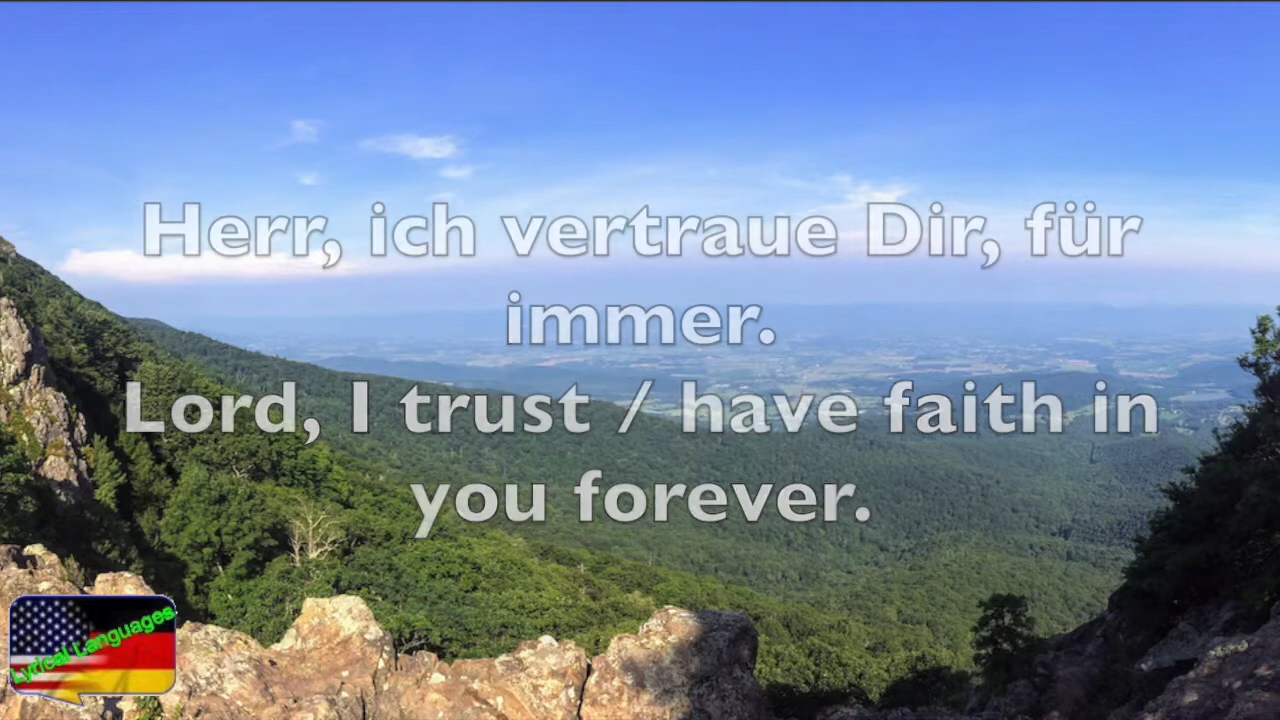 Herr, ich vertraue Dir, für
immer.
Lord, I trust / have faith in
you forever.
Lyrical Languages